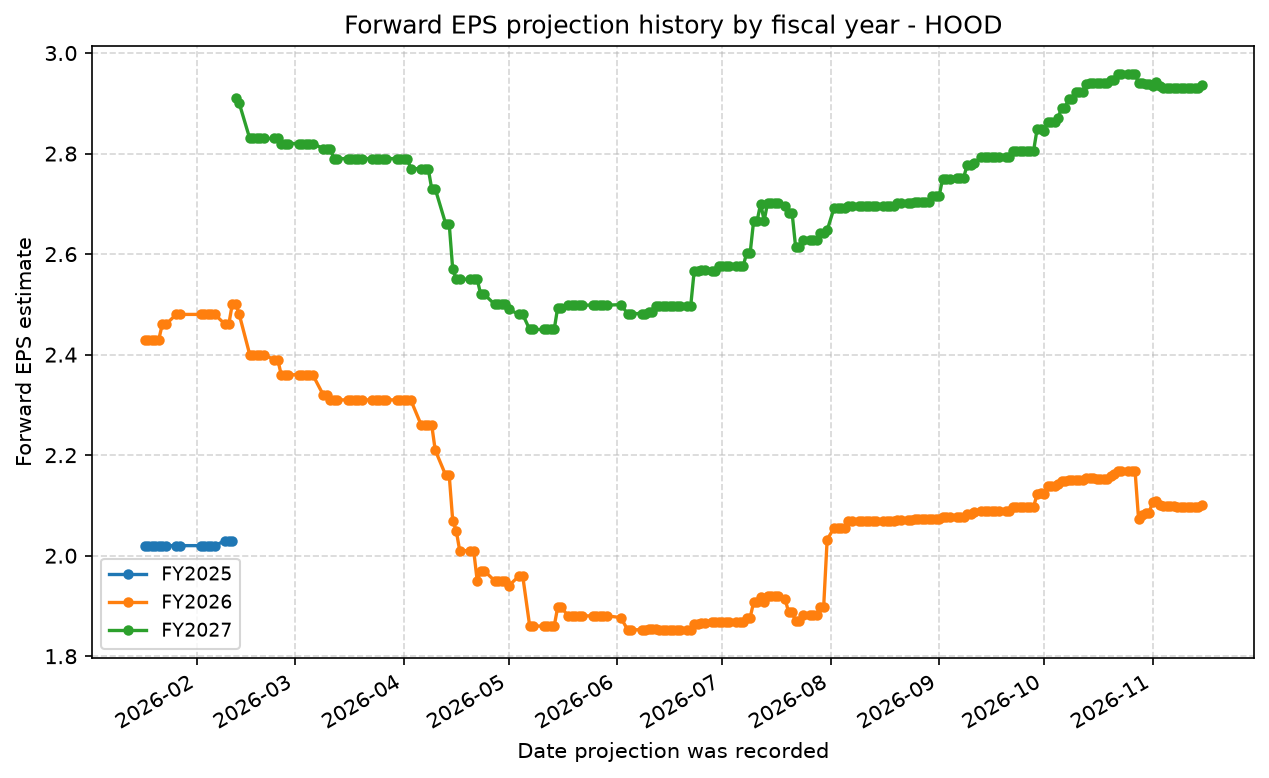 Forward EPS projection history by fiscal year - HOOD
Forward EPS estimate
3.0
2.8
2.6
2.4
2.2
2.0
1.8
FY2025
FY2026
FY2027
2026-02
2026-03
2026-04
2026-05
2026-06
2026-07
2026-08
2026-09
2026-10
2026-11
Date projection was recorded